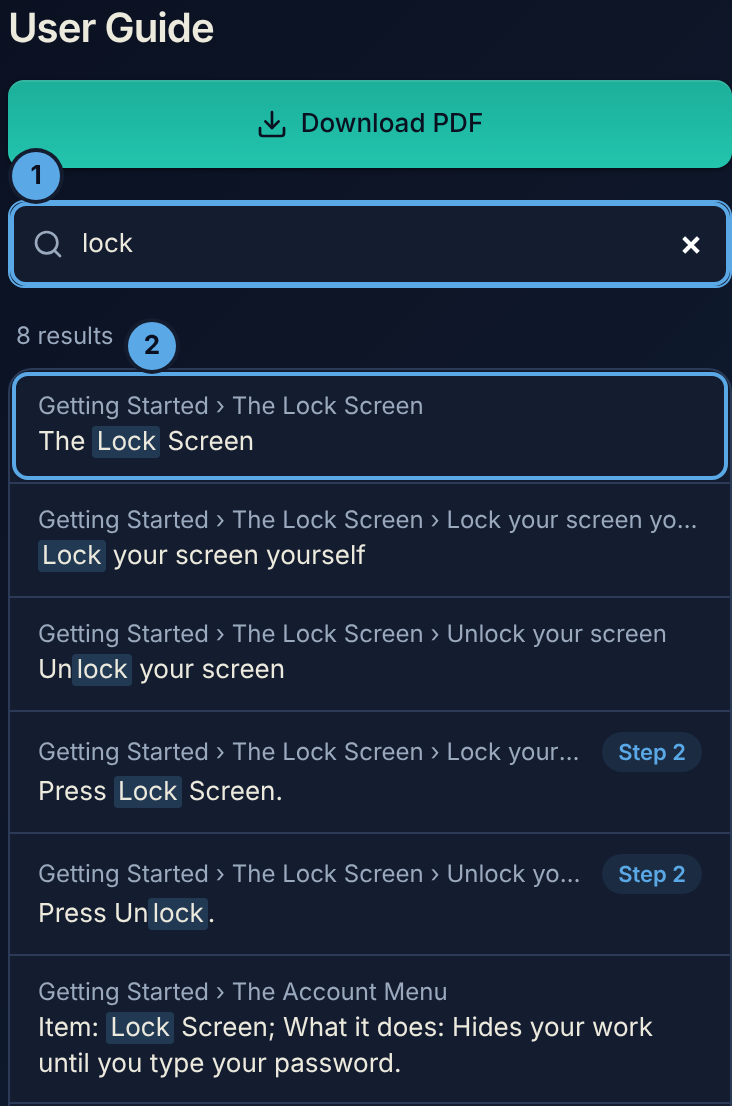 User Guide
Download PDF
1
lock
8 results
2
Getting Started › The Lock Screen
The Lock Screen
Getting Started › The Lock Screen › Lock your screen yo...
Lock your screen yourself
Getting Started › The Lock Screen › Unlock your screen
Unlock your screen
Getting Started › The Lock Screen › Lock your... Step 2
Press Lock Screen.
Getting Started › The Lock Screen › Unlock yo... Step 2
Press Unlock.
Getting Started › The Account Menu
Item: Lock Screen; What it does: Hides your work
until you type your password.